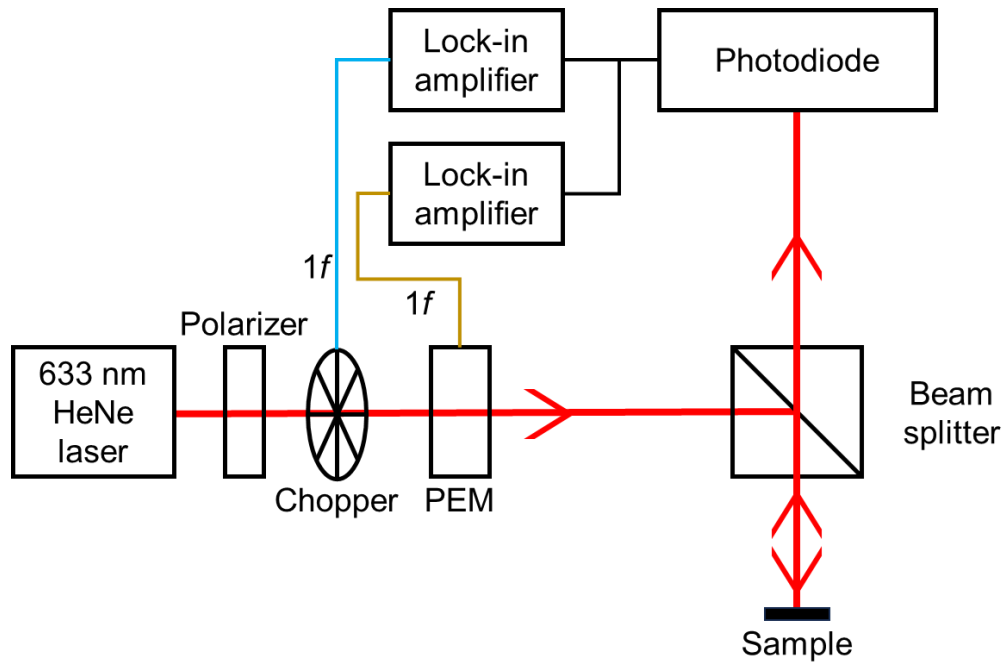 Lock-in
amplifier
Photodiode
Lock-in
amplifier
1f
1f
Polarizer
633 nm
HeNe
laser
Beam
splitter
Chopper
PEM
Sample